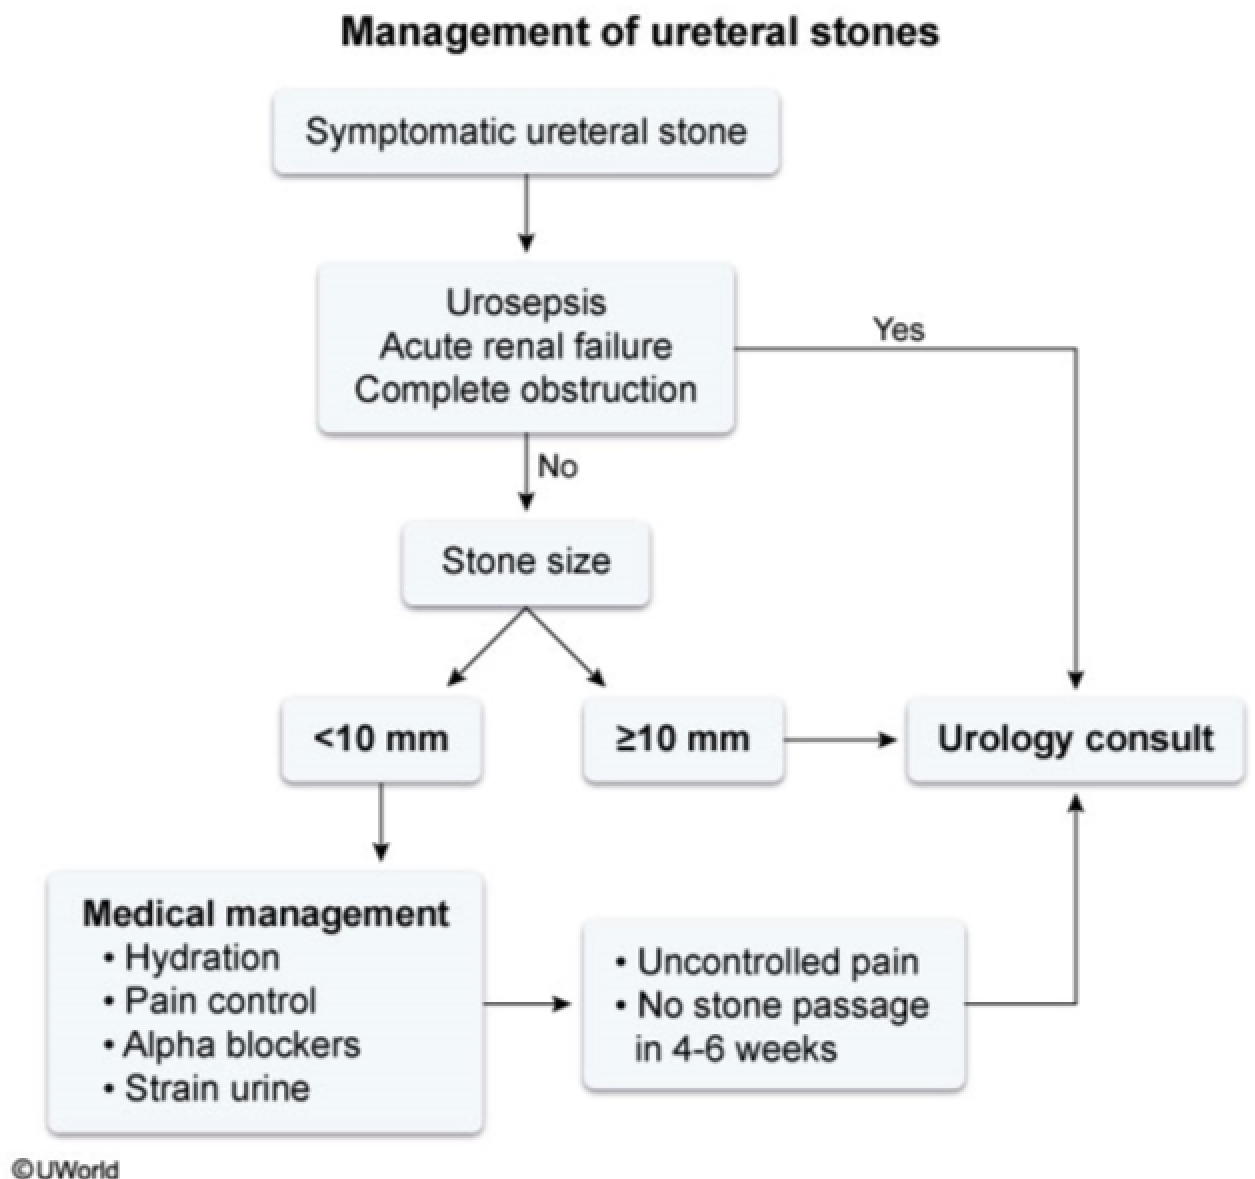 Management of ureteral stones
Symptomatic ureteral stone
Urosepsis
Acute renal failure
Complete obstruction
Yes
No
Stone size
<10 mm
≥10 mm
Urology consult
Medical management
• Hydration
• Pain control
• Alpha blockers
• Strain urine
• Uncontrolled pain
• No stone passage
in 4-6 weeks
©UWorld